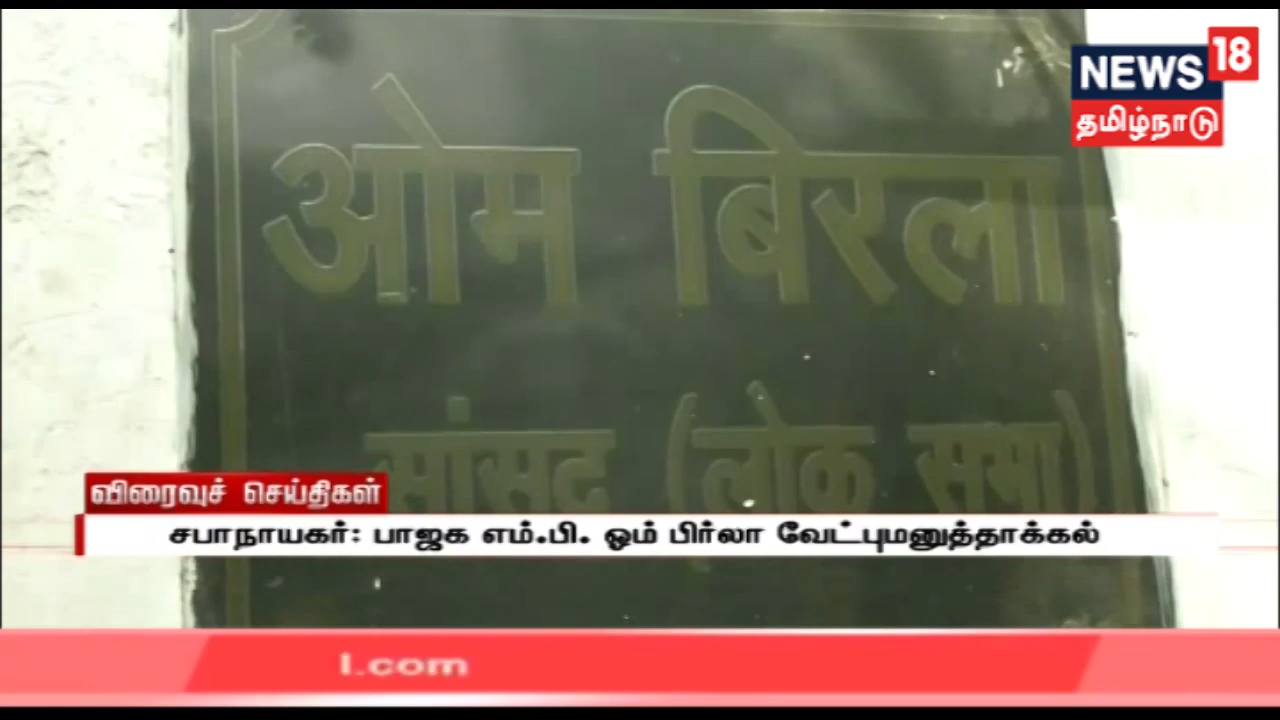 NEWS 18
தமிழ்நாடு
ओम बिरला
सांसद (लोक सभा)
விரைவுச் செய்திகள்
சபாநாயகர்: பாஜக எம்.பி. ஓம் பிர்லா வேட்புமனுத்தாக்கல்
l.com